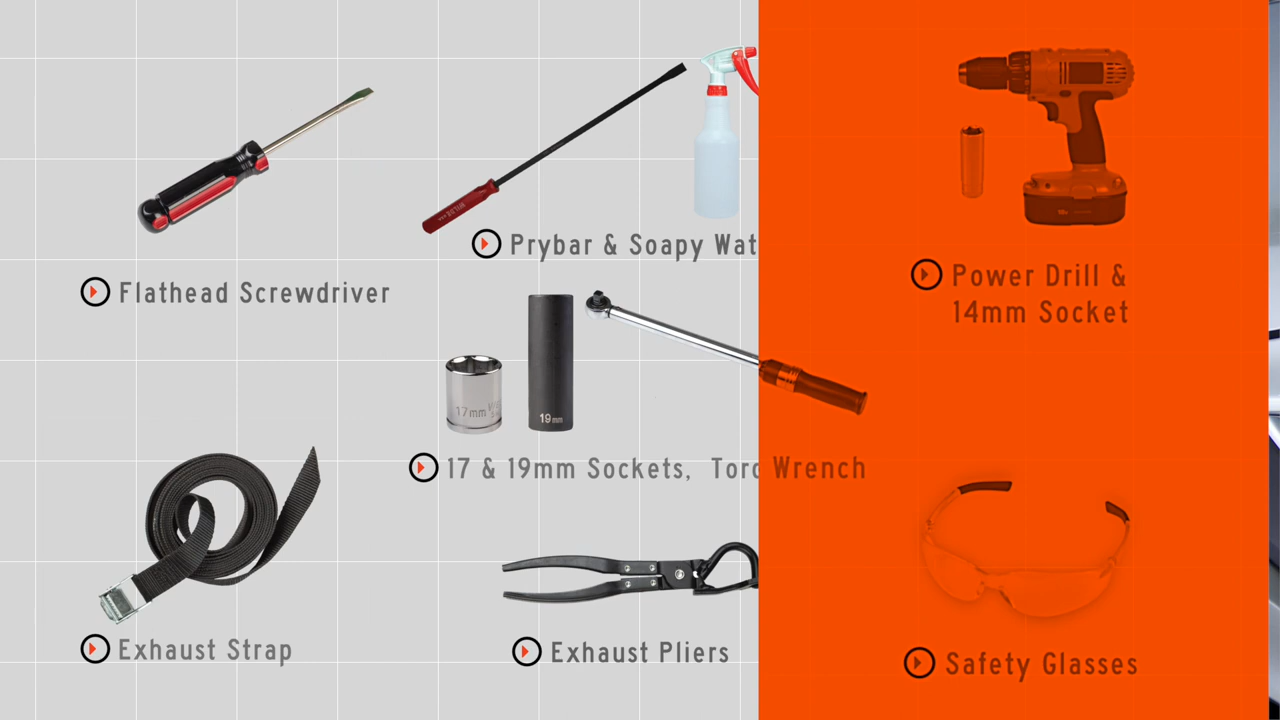 Prybar & Soapy Wat
Power Drill &
14mm Socket
Flathead Screwdriver
17mm
19mm
17 & 19mm Sockets, Torq Wrench
Exhaust Strap
Exhaust Pliers
Safety Glasses